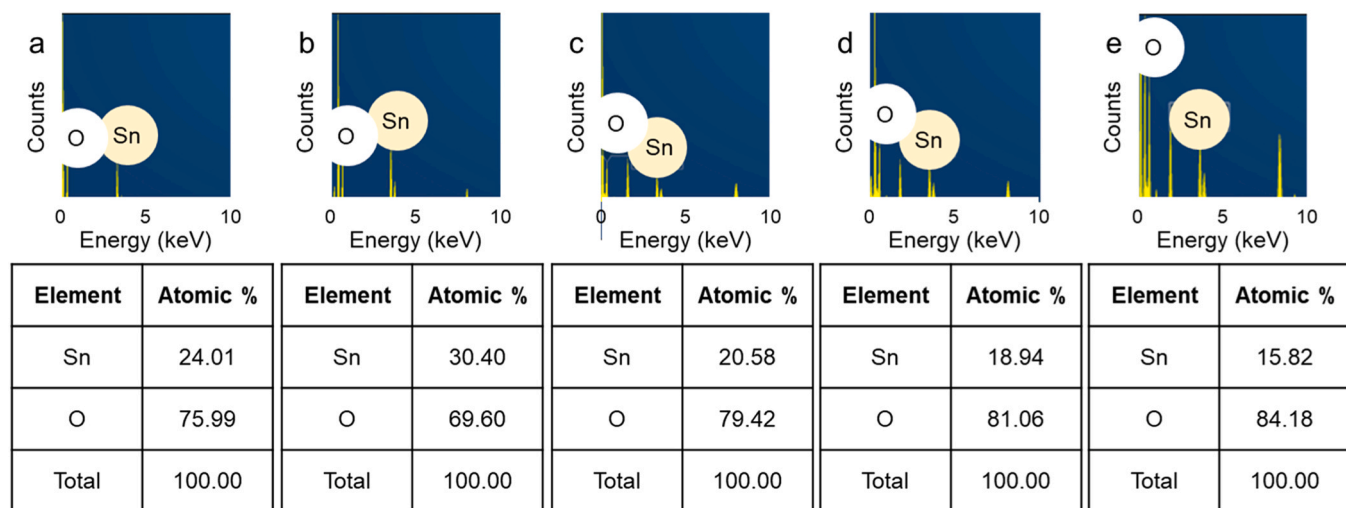 a
Counts
O
Sn
0 5 10
Energy (keV)
b
Counts
O
Sn
0 5 10
Energy (keV)
c
Counts
O
Sn
0 5 10
Energy (keV)
d
Counts
O
Sn
0 5 10
Energy (keV)
e
Counts
O
Sn
0 5 10
Energy (keV)
Element Atomic %
Sn 24.01
O 75.99
Total 100.00
Element Atomic %
Sn 30.40
O 69.60
Total 100.00
Element Atomic %
Sn 20.58
O 79.42
Total 100.00
Element Atomic %
Sn 18.94
O 81.06
Total 100.00
Element Atomic %
Sn 15.82
O 84.18
Total 100.00